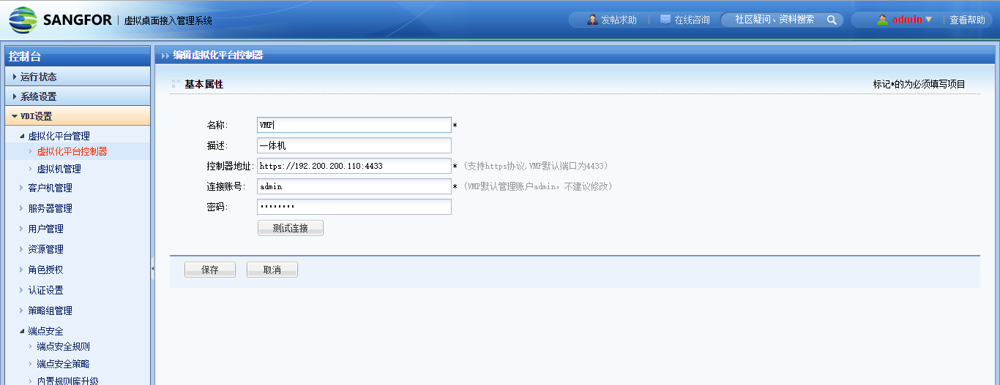 SANGFOR 虚拟桌面接入管理系统 发帖求助 在线咨询 社区疑问、资料搜索 admin 查看帮助
控制台
运行状态
系统设置
VDI设置
虚拟化平台管理
虚拟化平台控制器
虚拟机管理
客户机管理
服务器管理
用户管理
资源管理
角色授权
认证设置
策略组管理
端点安全
端点安全规则
端点安全策略
内置规则库升级
编辑虚拟化平台控制器
基本属性 标记*的为必须填写项目
名称: VMP *
描述: 一体机
控制器地址: https://192.200.200.110:4433 * (支持https协议,VMP默认端口为4433)
连接账号: admin * (VMP默认管理账户admin，不建议修改)
密码: ••••••••
测试连接
保存 取消